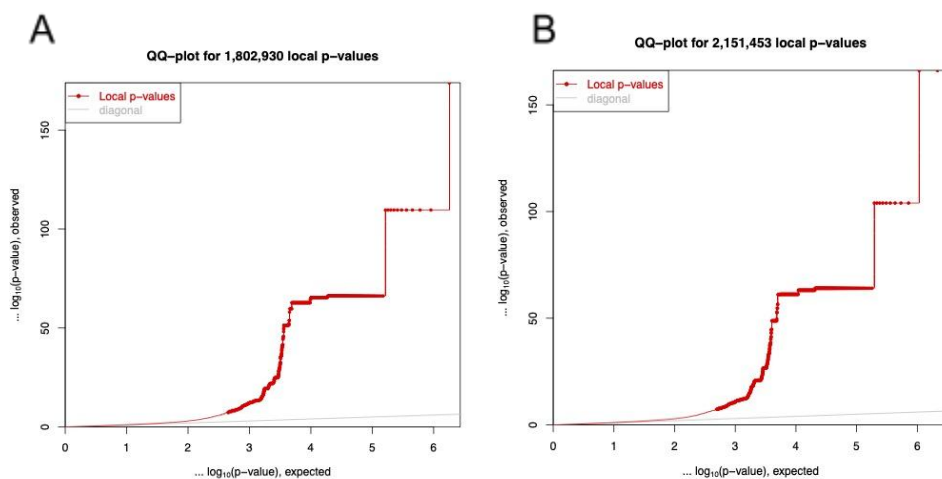 A
QQ-plot for 1,802,930 local p-values
Local p-values
diagonal
150
100
50
0
... log10(p-value), observed
0 1 2 3 4 5 6
... log10(p-value), expected
B
QQ-plot for 2,151,453 local p-values
Local p-values
diagonal
150
100
50
0
... log10(p-value), observed
0 1 2 3 4 5 6
... log10(p-value), expected